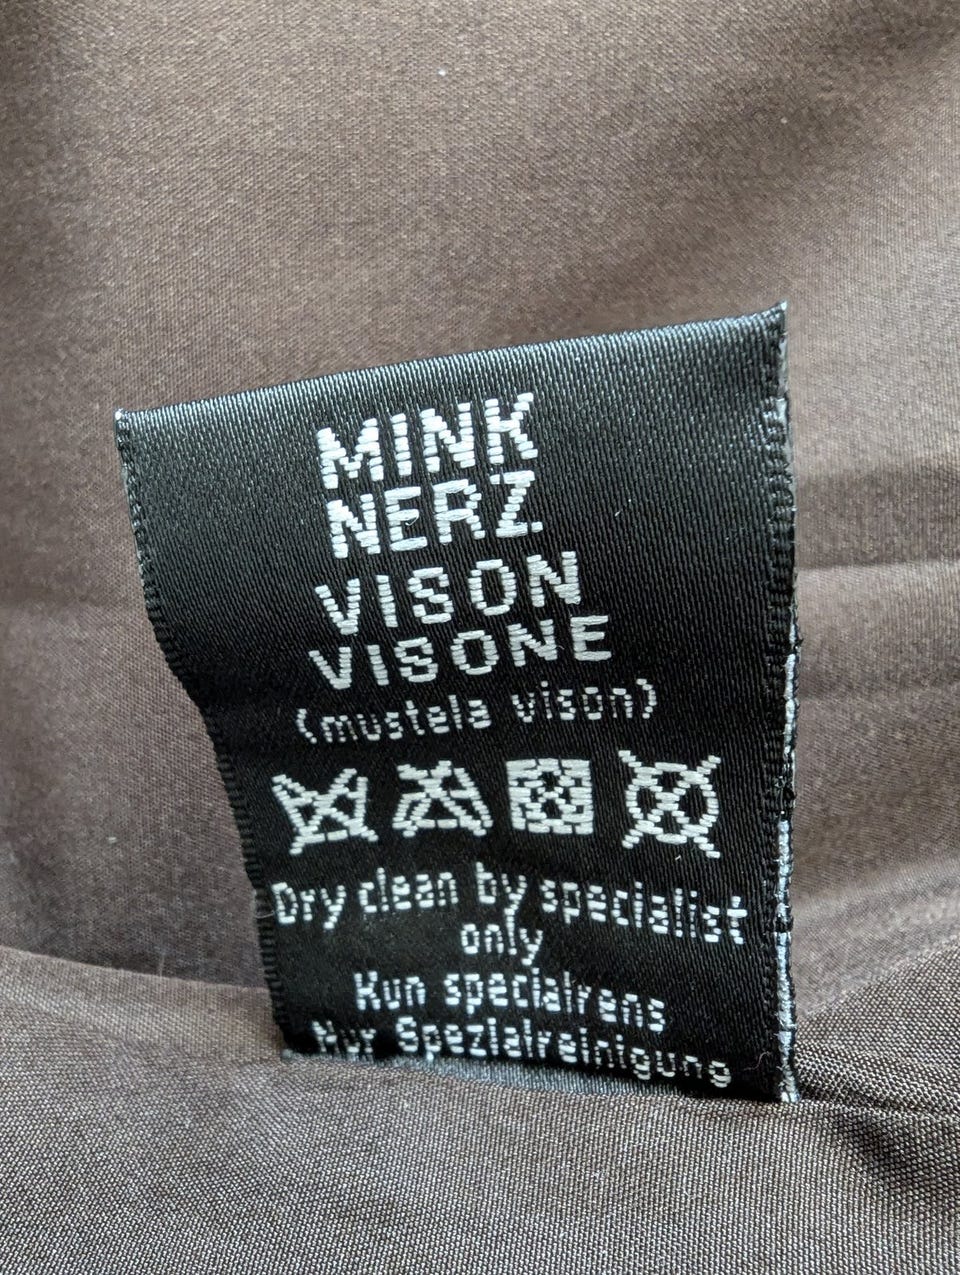 MINK
NERZ
VISON
VISONE
(mustela vison)
Dry clean by specialist
only
Kun specialrens
Nur Spezialreinigung